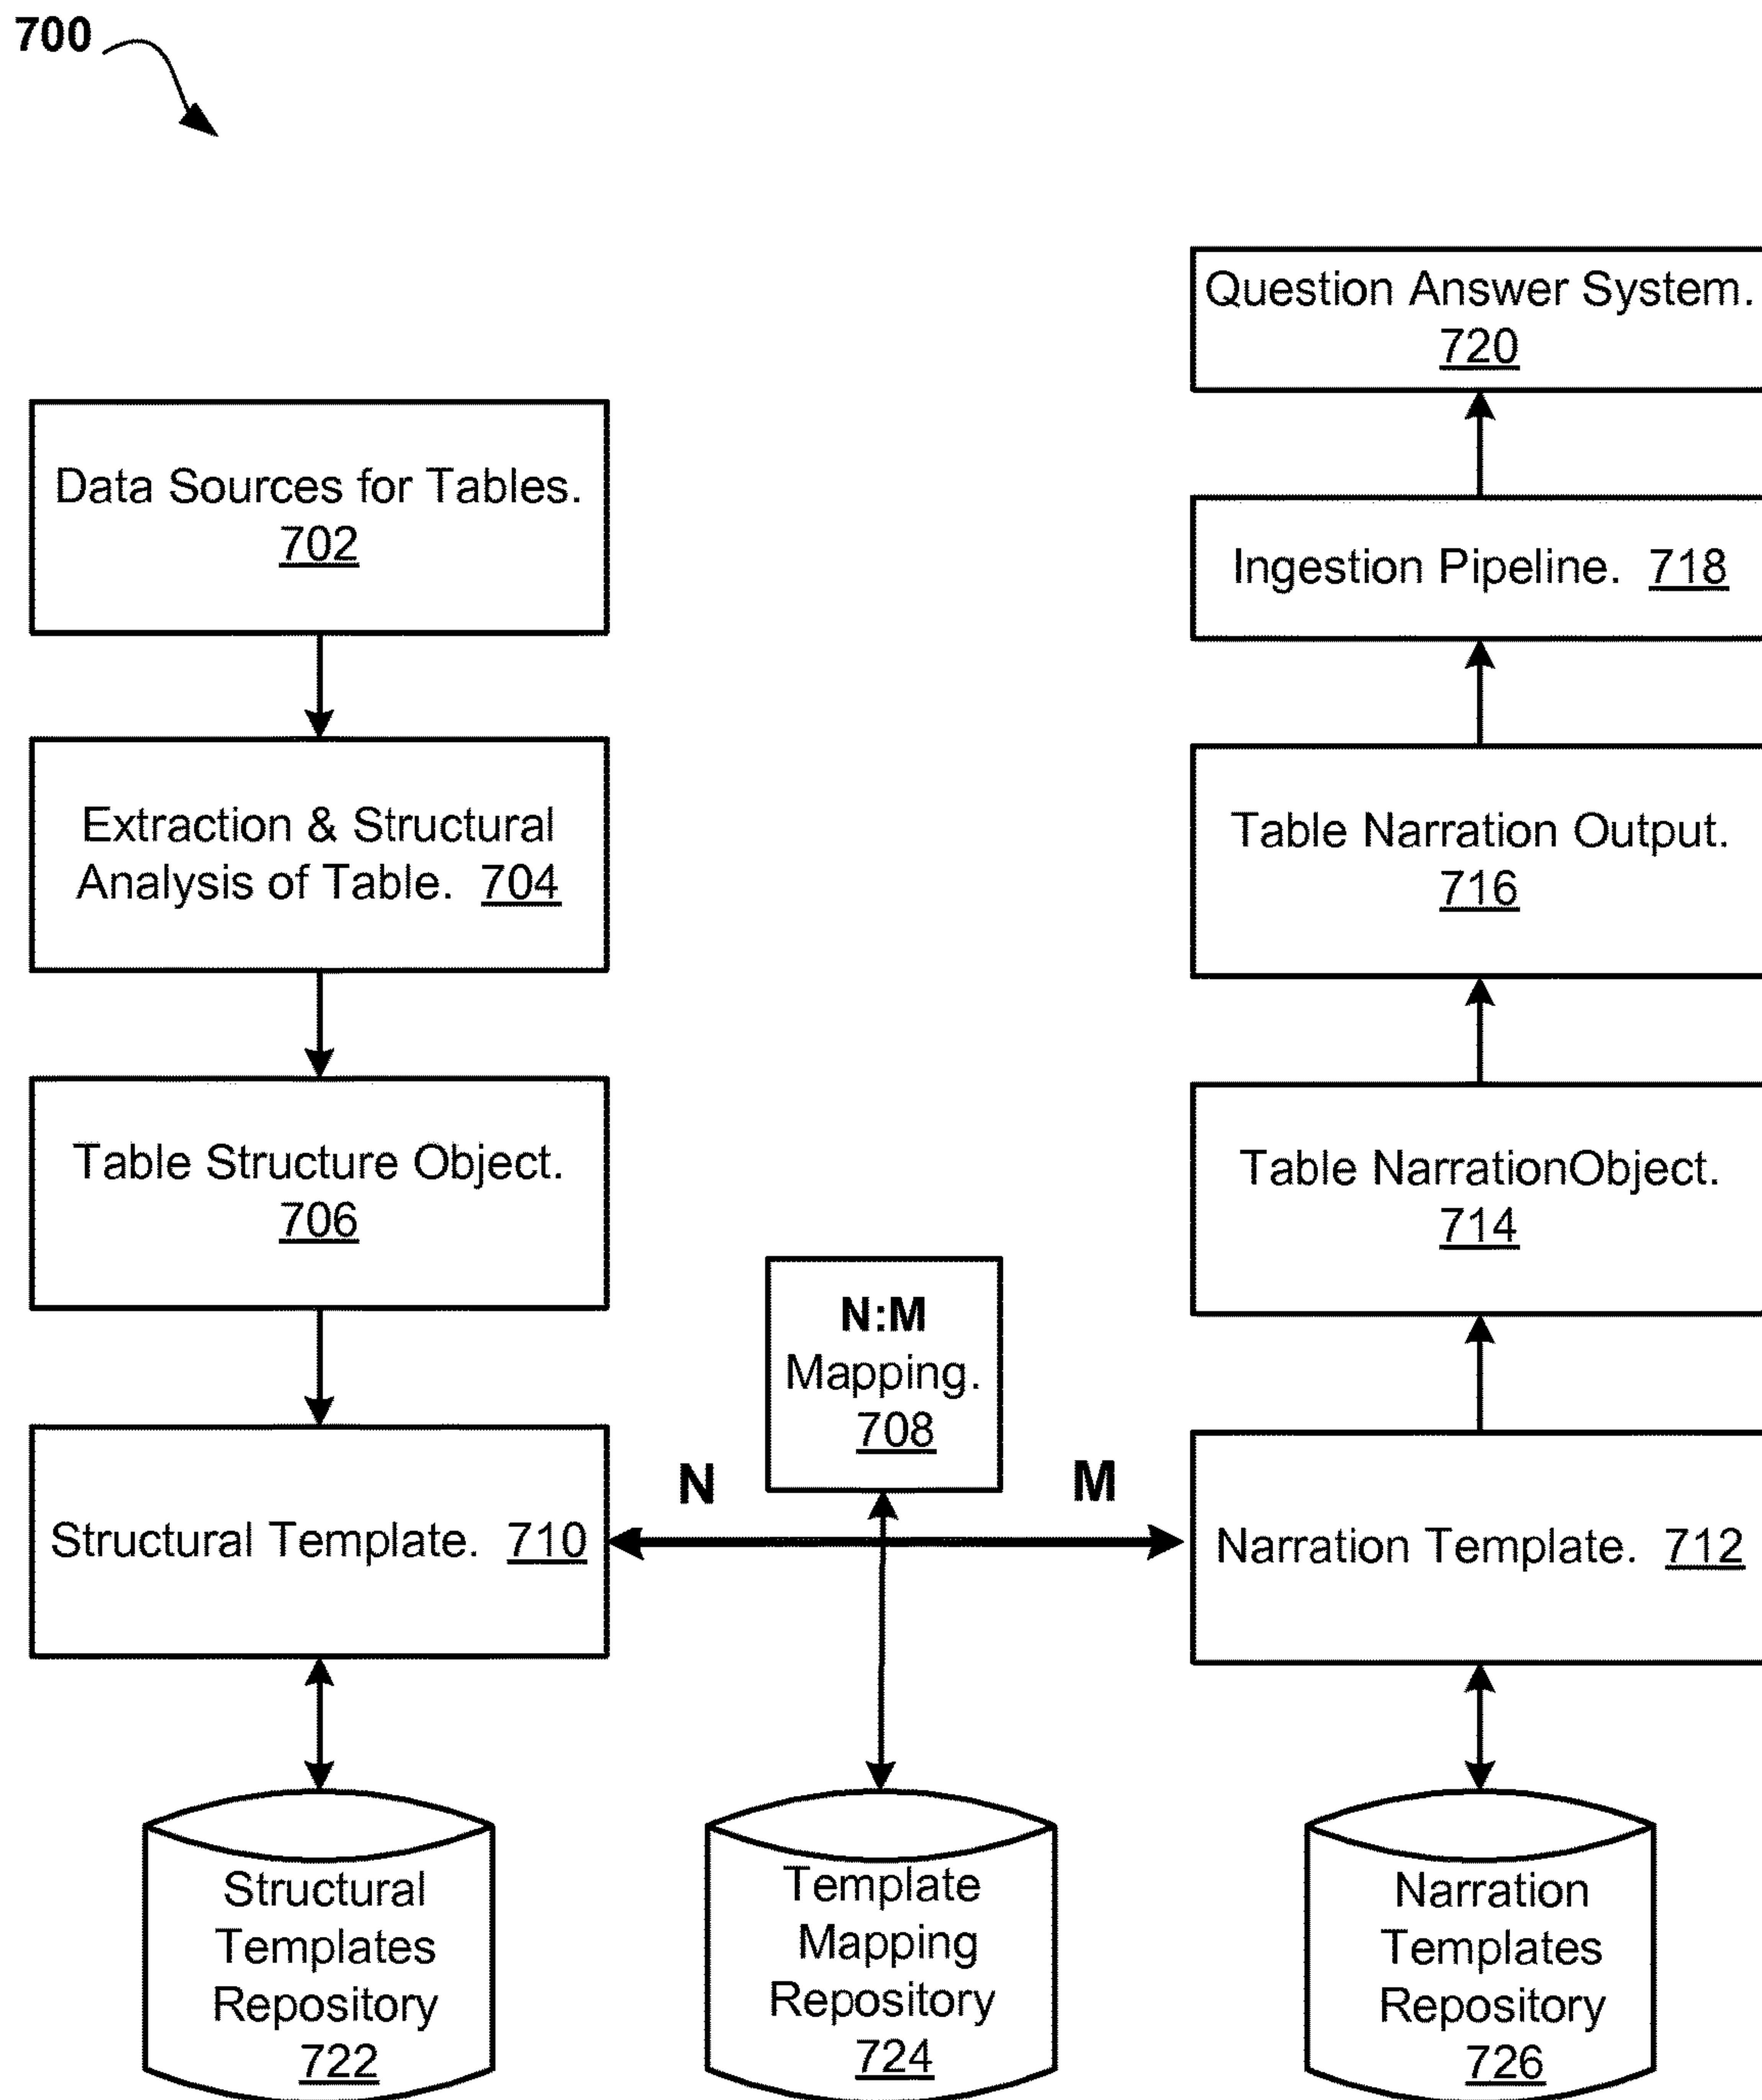 700
Question Answer System.
720
Data Sources for Tables.
702
Ingestion Pipeline. 718
Extraction & Structural
Analysis of Table. 704
Table Narration Output.
716
Table Structure Object.
706
Table NarrationObject.
714
N:M
Mapping.
708
N
M
Structural Template. 710
Narration Template. 712
Structural
Templates
Repository
722
Template
Mapping
Repository
724
Narration
Templates
Repository
726